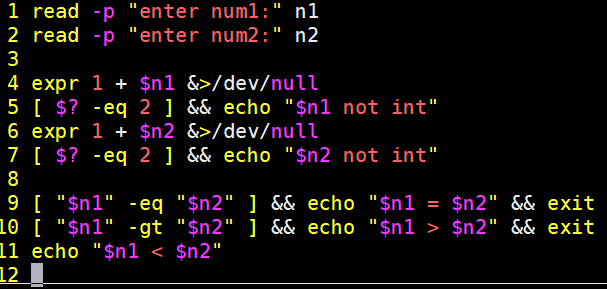 1 read -p "enter num1:" n1
2 read -p "enter num2:" n2
3
4 expr 1 + $n1 &>/dev/null
5 [ $? -eq 2 ] && echo "$n1 not int"
6 expr 1 + $n2 &>/dev/null
7 [ $? -eq 2 ] && echo "$n2 not int"
8
9 [ "$n1" -eq "$n2" ] && echo "$n1 = $n2" && exit
10 [ "$n1" -gt "$n2" ] && echo "$n1 > $n2" && exit
11 echo "$n1 < $n2"
12